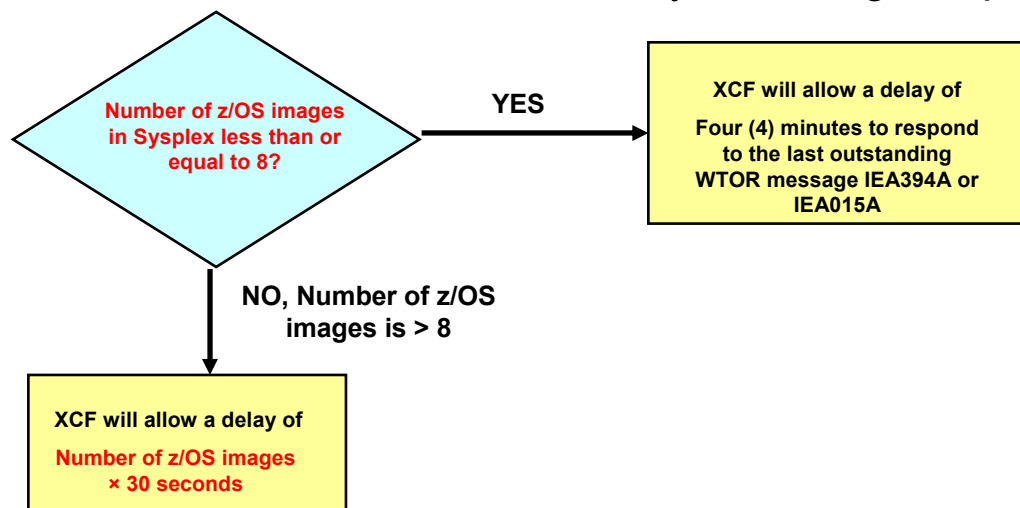 Number of z/OS images
in Sysplex less than or
equal to 8?
YES
XCF will allow a delay of
Four (4) minutes to respond
to the last outstanding
WTOR message IEA394A or
IEA015A
NO, Number of z/OS
images is > 8
XCF will allow a delay of
Number of z/OS images
× 30 seconds